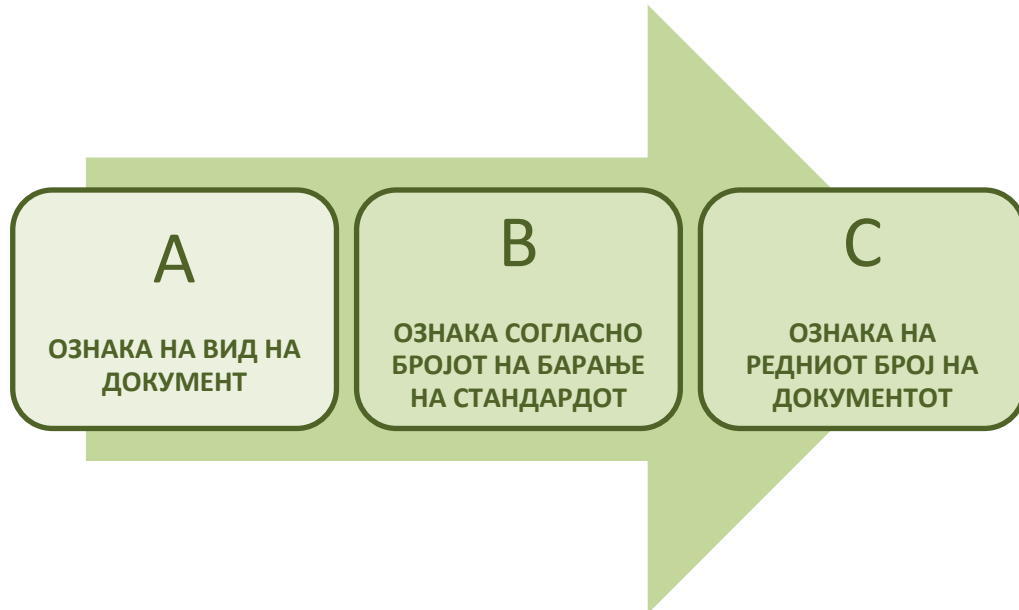 A
ОЗНАКА НА ВИД НА
ДОКУМЕНТ
B
ОЗНАКА СОГЛАСНО
БРОЈОТ НА БАРАЊЕ
НА СТАНДАРДОТ
C
ОЗНАКА НА
РЕДНИОТ БРОЈ НА
ДОКУМЕНТОТ